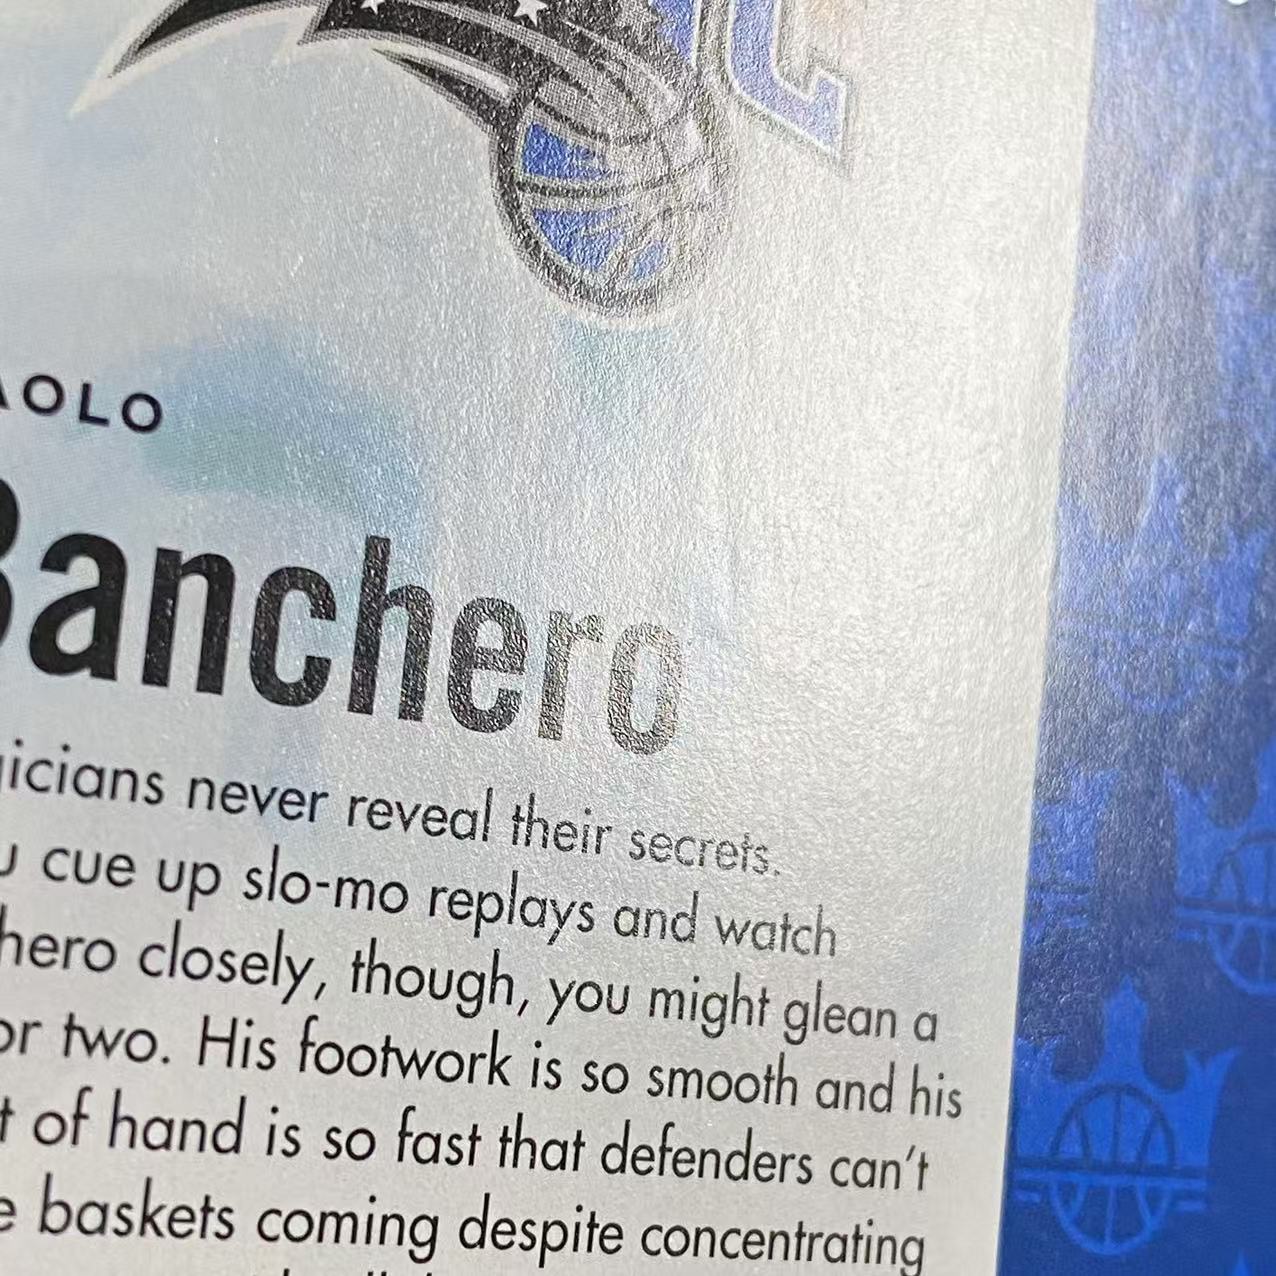 AOLO
Banchero
icians never reveal their secrets.
u cue up slo-mo replays and watch
hero closely, though, you might glean a
or two. His footwork is so smooth and his
t of hand is so fast that defenders can't
e baskets coming despite concentrating